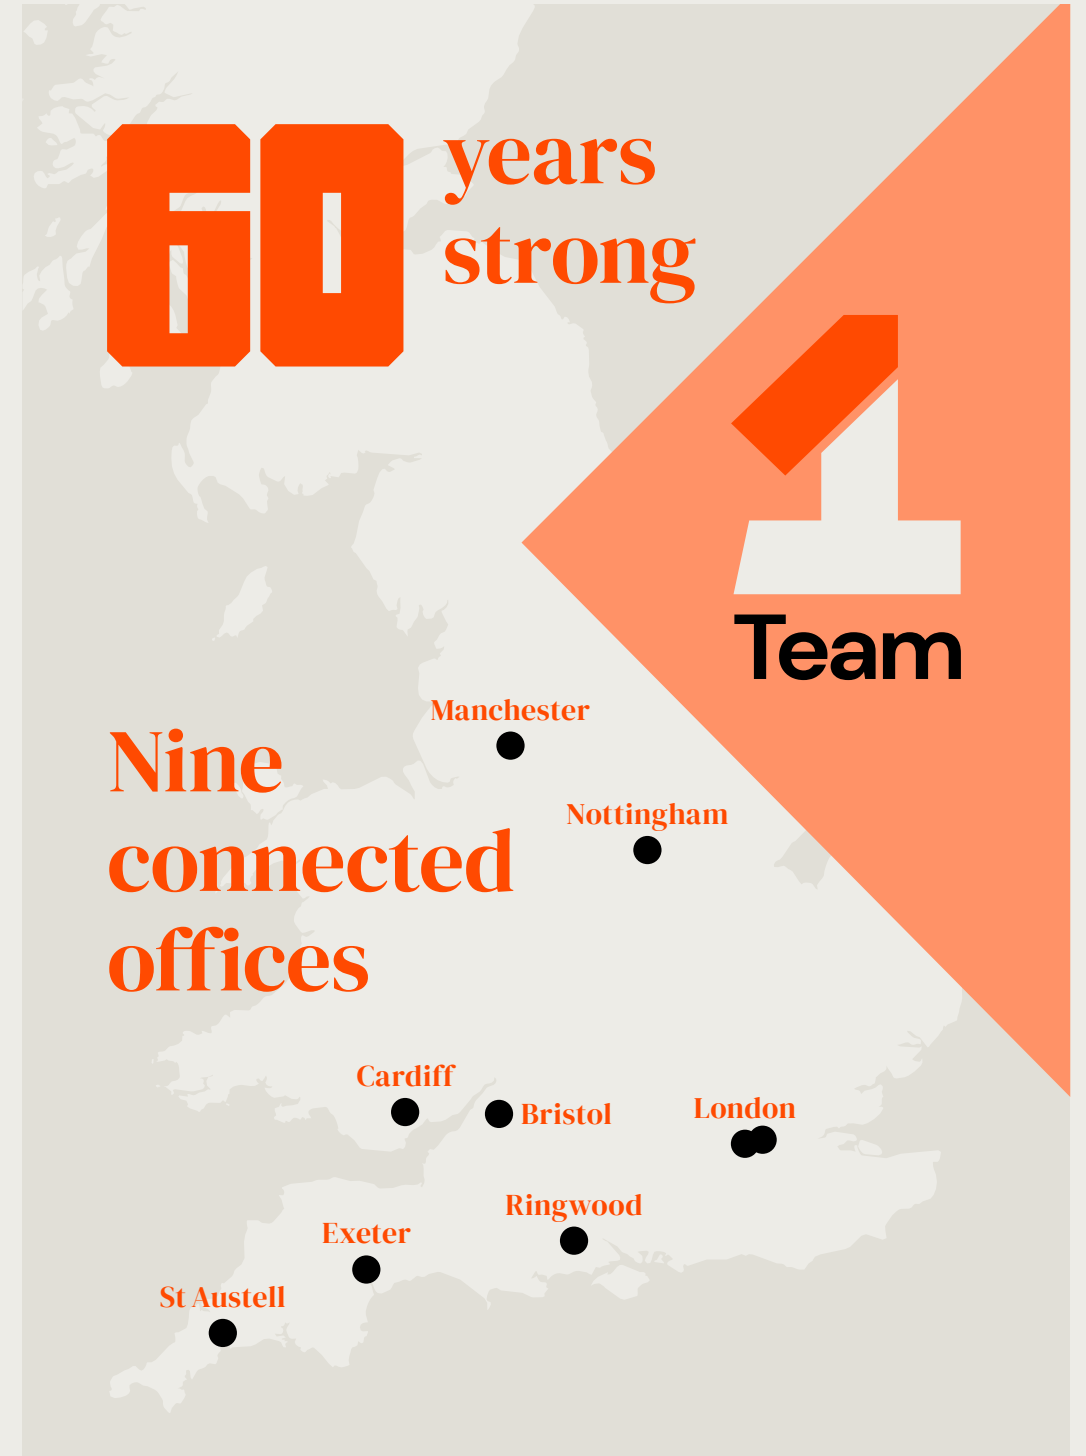 60
years
strong
1
Team
Manchester
Nine
connected
offices
Nottingham
Cardiff
Bristol
London
Ringwood
Exeter
St Austell